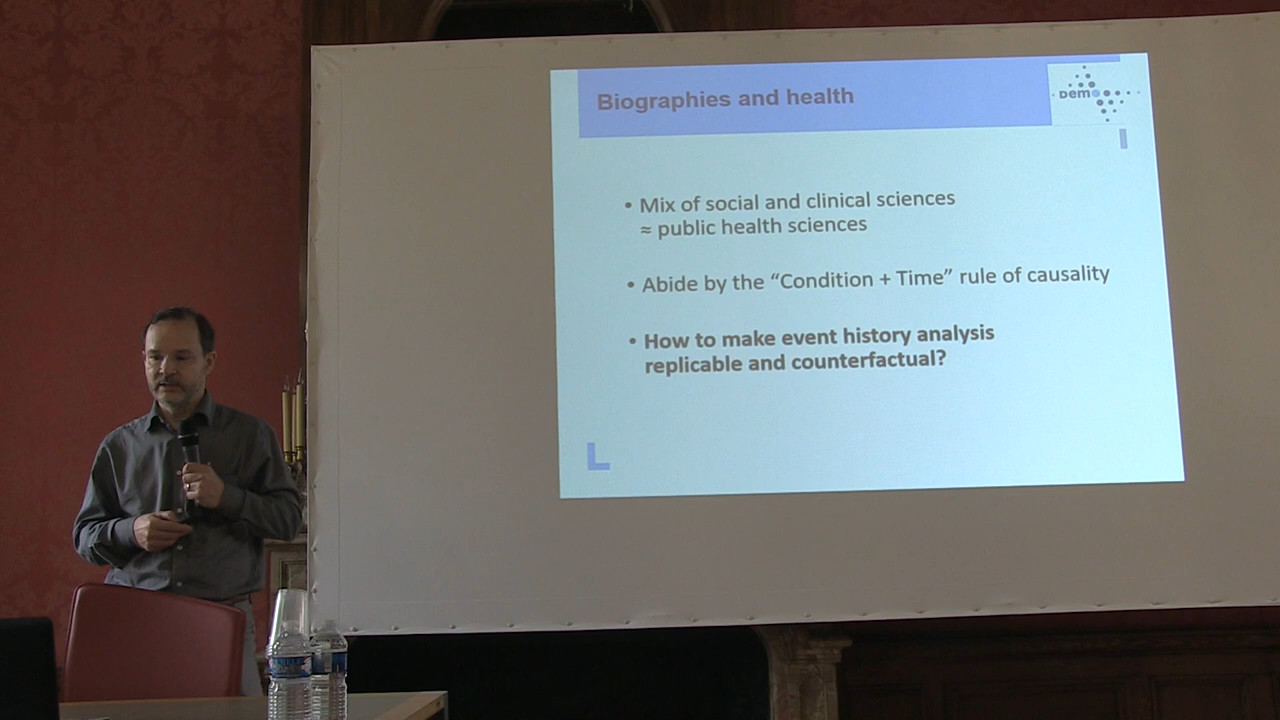 Biographies and health
Demo
• Mix of social and clinical sciences
≈ public health sciences
• Abide by the “Condition + Time” rule of causality
• How to make event history analysis
replicable and counterfactual?